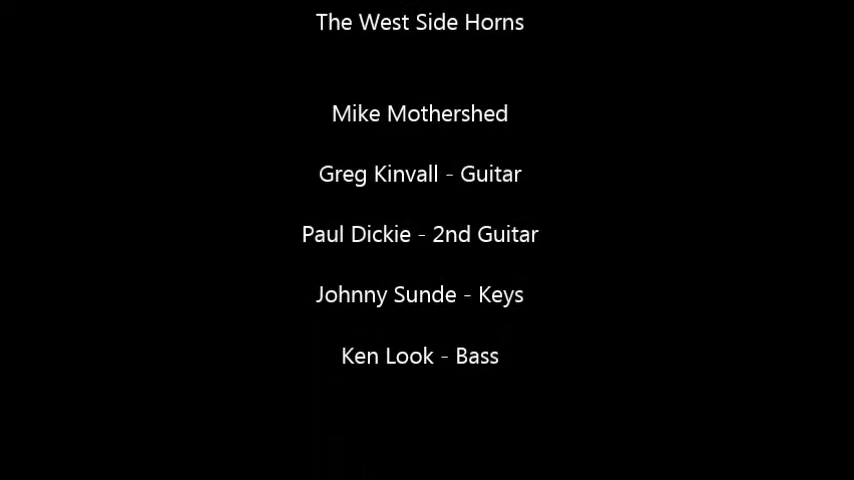 The West Side Horns
Mike Mothershed
Greg Kinvall - Guitar
Paul Dickie - 2nd Guitar
Johnny Sunde - Keys
Ken Look - Bass